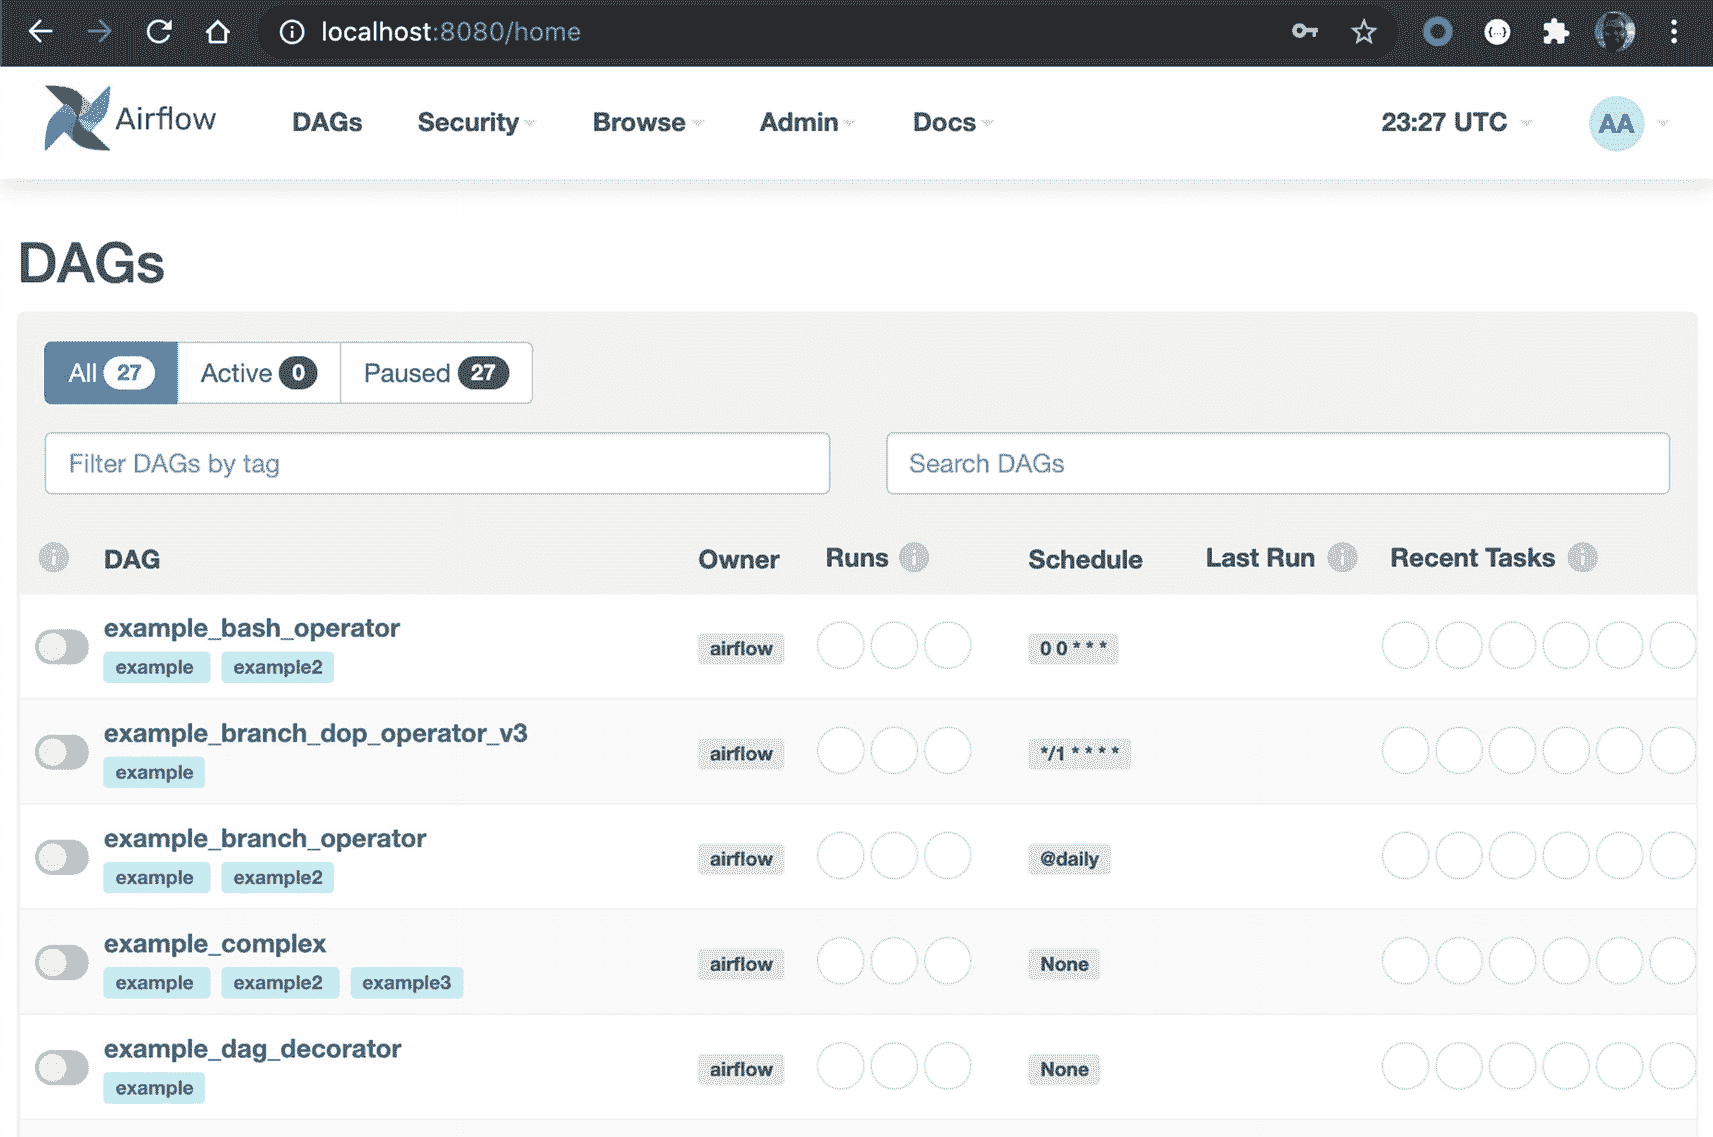 localhost:8080/home
Airflow DAGs Security Browse Admin Docs 23:27 UTC AA
DAGs
All 27 Active 0 Paused 27
Filter DAGs by tag Search DAGs
DAG Owner Runs Schedule Last Run Recent Tasks
example_bash_operator
example example2 airflow 0 0 * * *
example_branch_dop_operator_v3
example airflow */1 * * * *
example_branch_operator
example example2 airflow @daily
example_complex
example example2 example3 airflow None
example_dag_decorator
example airflow None